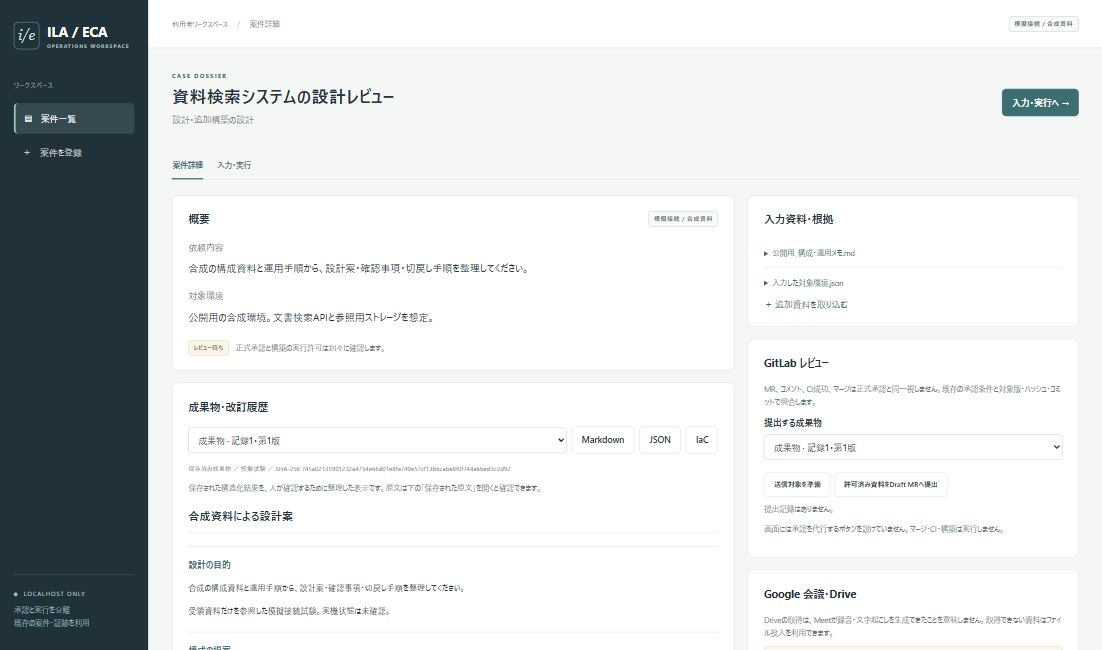 i/e
ILA / ECA
OPERATIONS WORKSPACE
ワークスペース
案件一覧
+ 案件を登録
LOCALHOST ONLY
承認と実行を分離
既存の案件・証跡を利用
利用者ワークスペース / 案件詳細
模擬接続 / 合成資料
CASE DOSSIER
資料検索システムの設計レビュー
設計・追加構築の設計
入力・実行へ →
案件詳細
入力・実行
概要
模擬接続 / 合成資料
依頼内容
合成の構成資料と運用手順から、設計案・確認事項・切戻し手順を整理してください。
対象環境
公開用の合成環境。文書検索APIと参照用ストレージを想定。
レビュー待ち
正式承認と構築の実行許可は別々に確認します。
成果物・改訂履歴
成果物 - 記録1・第1版
Markdown
JSON
IaC
保存済み成果物 / 模擬試験 / SHA-256
保存された構造化結果を、人が確認するために整理した表示です。原文は下の「保存された原文」を開くと確認できます。
合成資料による設計案
設計の目的
合成の構成資料と運用手順から、設計案・確認事項・切戻し手順を整理してください。
受領資料だけを参照した模擬接続試験。実機状態は未確認。
構成の提案
入力資料・根拠
公開用_構成・運用メモ.md
入力した対象環境.json
+ 追加資料を取り込む
GitLab レビュー
MR、コメント、CI成功、マージは正式承認と同一視しません。既存の承認条件と対象版・ハッシュ・コミ
ットで照合します。
提出する成果物
成果物 - 記録1・第1版
送信対象を準備
許可済み資料をDraft MRへ提出
提出記録はありません。
画面には承認を代行するボタンを設けていません。マージ・CI・構築は実行しません。
Google 会議・Drive
Driveの取得は、Meetが録音・文字起こしを生成できたことを意味しません。取得できない資料はファイ
ル投入を利用できます。